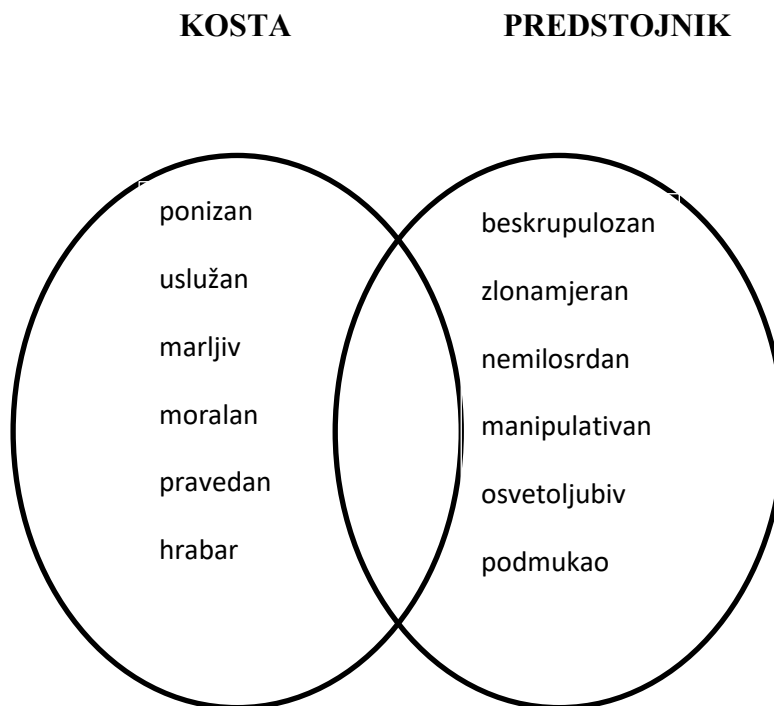 KOSTA
PREDSTOJNIK
ponizan
uslužan
marljiv
moralan
pravedan
hrabar
beskrupulozan
zlonamjeran
nemilosrdan
manipulativan
osvetoljubiv
podmukao